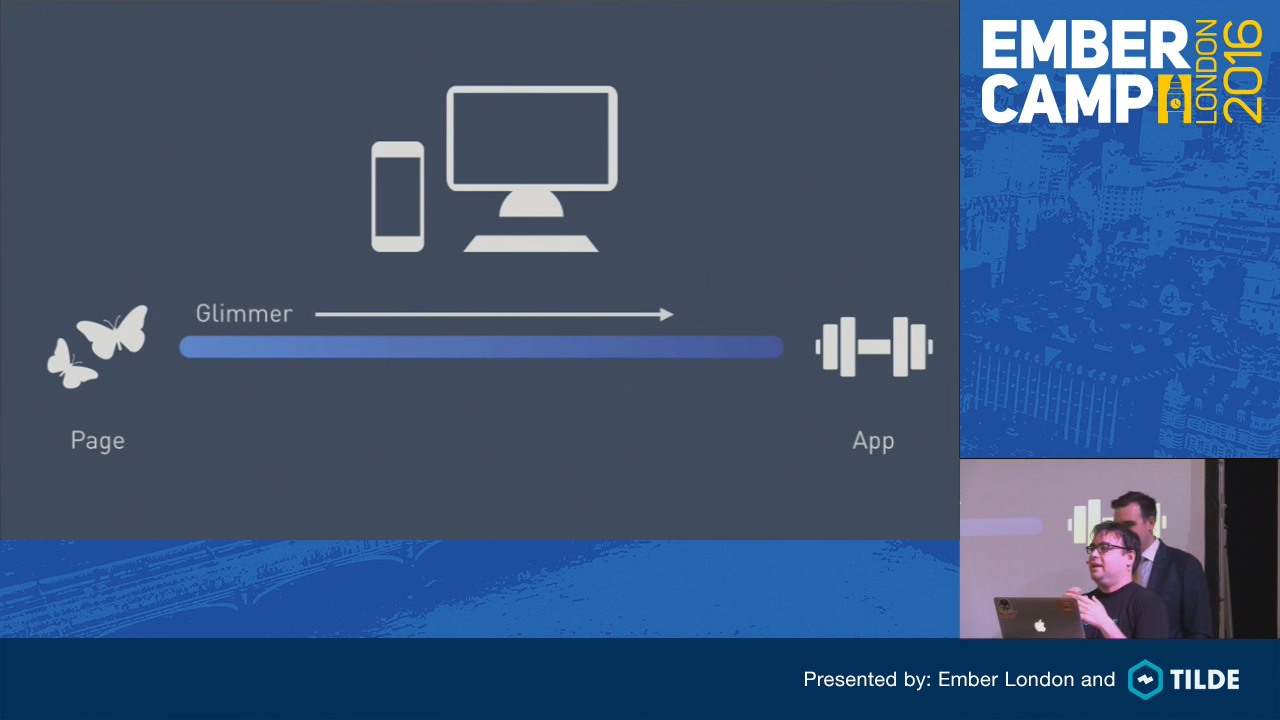 EMBER
CAMP
LONDON
2016
Glimmer
Page
App
Presented by: Ember London and TILDE